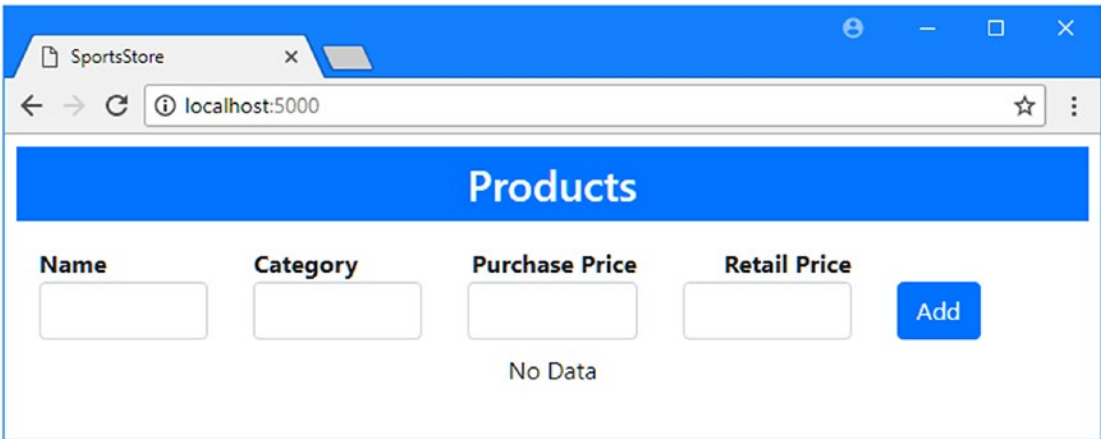 SportsStore
localhost:5000
Products
Name Category Purchase Price Retail Price
Add
No Data